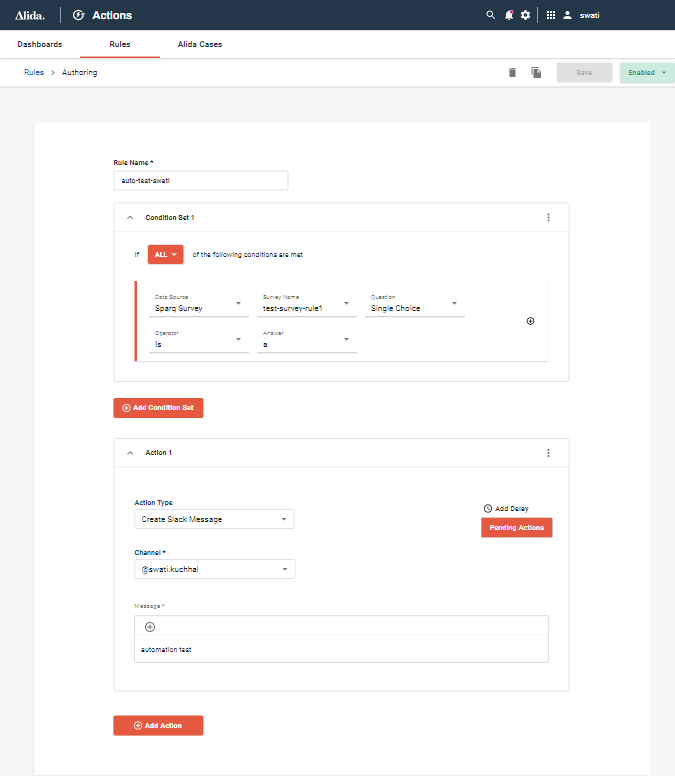 Alida. Actions swati
Dashboards Rules Alida Cases
Rules > Authoring Save Enabled
Rule Name *
auto-test-swati
Condition Set 1
If ALL of the following conditions are met
Data Source Survey Name Question
Sparq Survey test-survey-rule1 Single Choice
Operator Answer
Is a
Add Condition Set
Action 1
Action Type
Add Delay
Create Slack Message
Pending Actions
Channel *
@swati.kuchhal
Message *
automation test
Add Action